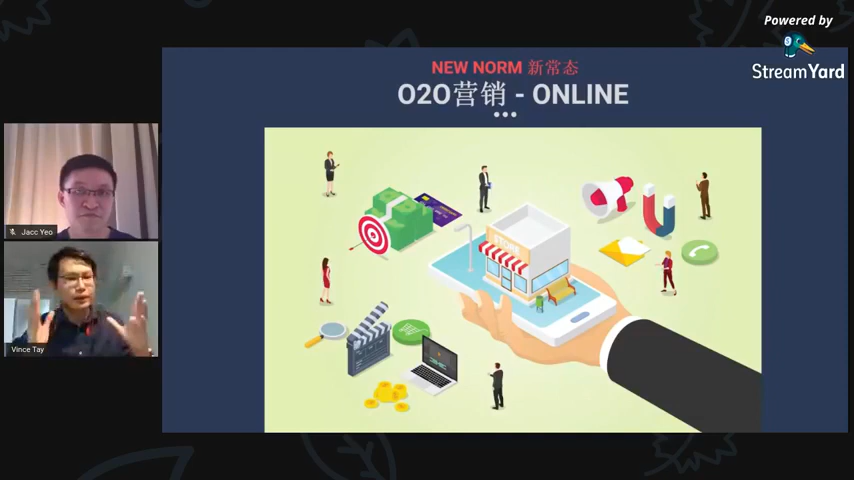 Powered by
StreamYard
NEW NORM 新常态
O2O营销 - ONLINE
STORE
Jacc Yeo
Vince Tay